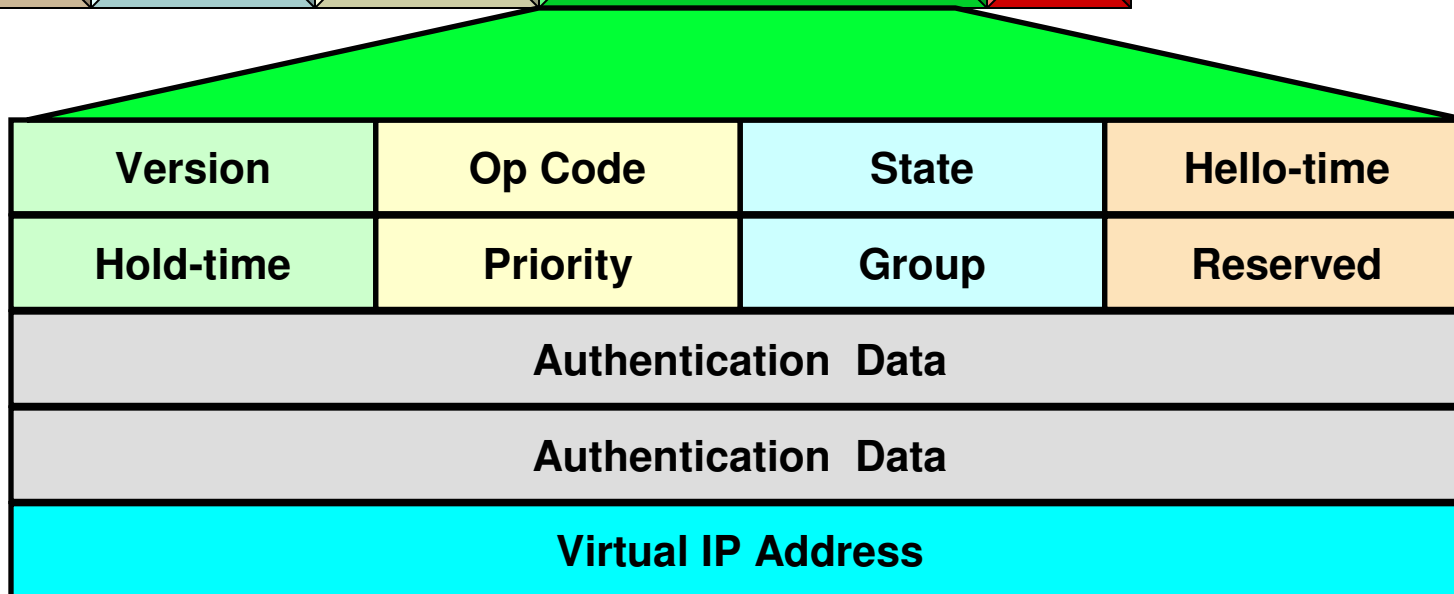 Version Op Code State Hello-time
Hold-time Priority Group Reserved
Authentication Data
Authentication Data
Virtual IP Address